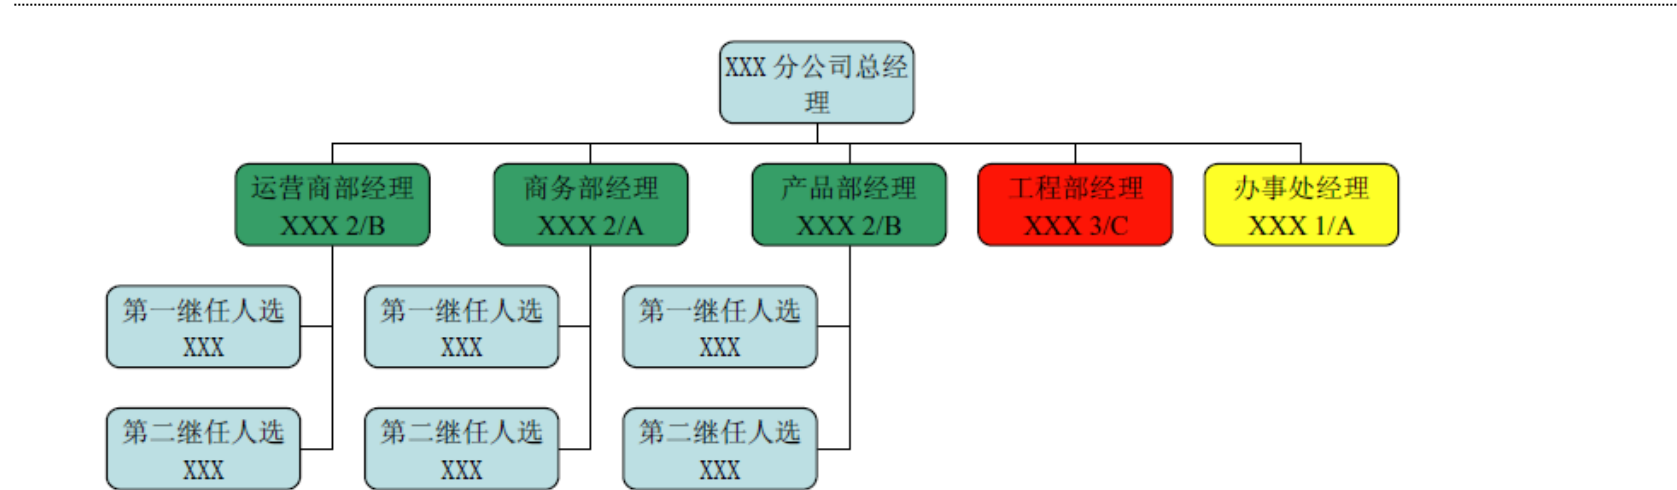 XXX 分公司总经
理
运营商部经理
XXX 2/B
商务部经理
XXX 2/A
产品部经理
XXX 2/B
工程部经理
XXX 3/C
办事处经理
XXX 1/A
第一继任人选
XXX
第一继任人选
XXX
第一继任人选
XXX
第二继任人选
XXX
第二继任人选
XXX
第二继任人选
XXX